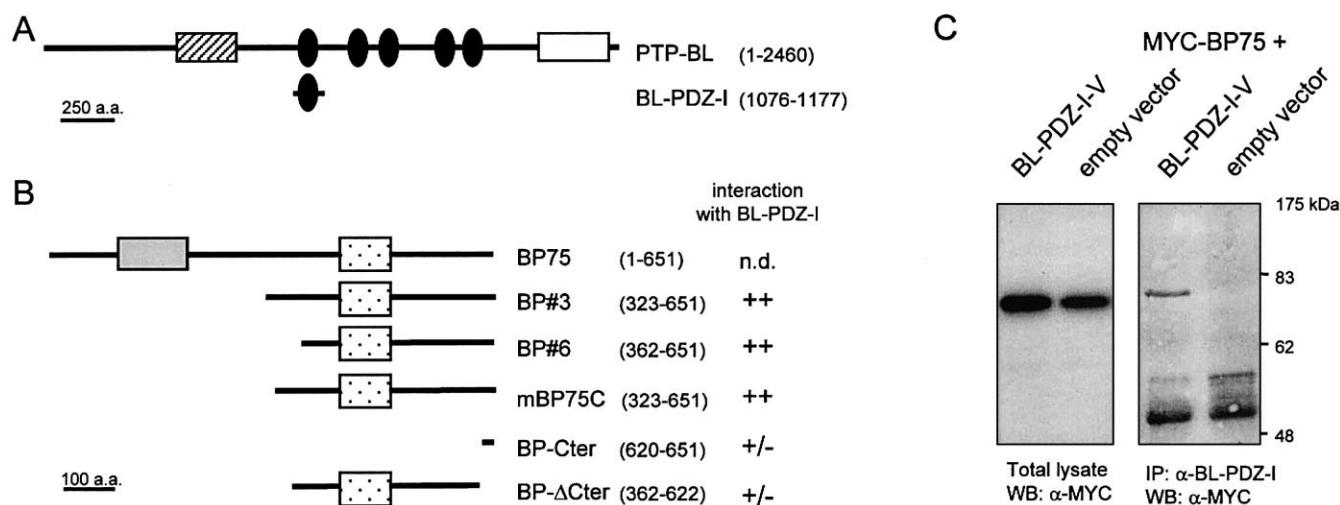 A
PTP-BL (1-2460)
BL-PDZ-I (1076-1177)
250 a.a.
B
interaction
with BL-PDZ-I
BP75 (1-651) n.d.
BP#3 (323-651) ++
BP#6 (362-651) ++
mBP75C (323-651) ++
BP-Cter (620-651) +/-
BP-ΔCter (362-622) +/-
100 a.a.
C
MYC-BP75 +
BL-PDZ-I-V
empty vector
BL-PDZ-I-V
empty vector
175 kDa
83
62
48
Total lysate
WB: α-MYC
IP: α-BL-PDZ-I
WB: α-MYC